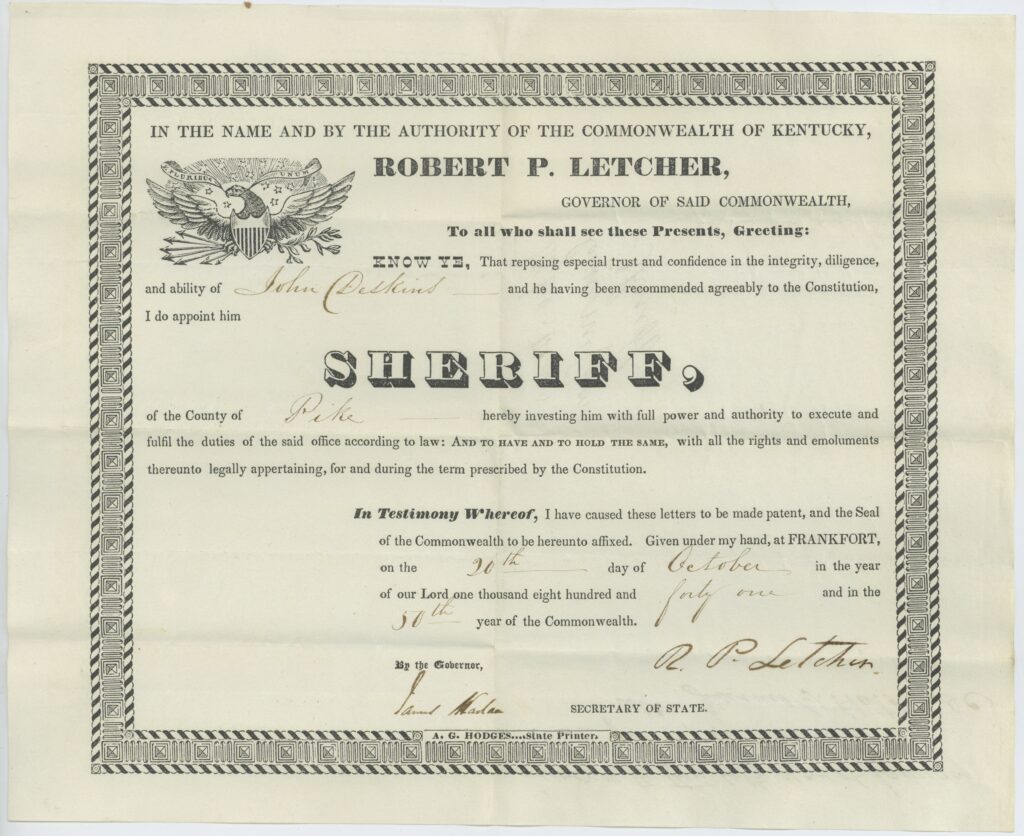 IN THE NAME AND BY THE AUTHORITY OF THE COMMONWEALTH OF KENTUCKY,
PLURIBUS UNUM
ROBERT P. LETCHER,
GOVERNOR OF SAID COMMONWEALTH,
To all who shall see these Presents, Greeting:
KNOW YE, That reposing especial trust and confidence in the integrity, diligence,
and ability of John Deskins and he having been recommended agreeably to the Constitution,
I do appoint him
SHERIFF,
of the County of Pike hereby investing him with full power and authority to execute and
fulfil the duties of the said office according to law: AND TO HAVE AND TO HOLD THE SAME, with all the rights and emoluments
thereunto legally appertaining, for and during the term prescribed by the Constitution.
In Testimony Whereof, I have caused these letters to be made patent, and the Seal
of the Commonwealth to be hereunto affixed. Given under my hand, at FRANKFORT,
on the 20th day of October in the year
of our Lord one thousand eight hundred and forty one and in the
50th year of the Commonwealth.
By the Governor,
R. P. Letcher.
James Harlan SECRETARY OF STATE.
A. G. HODGES....State Printer.